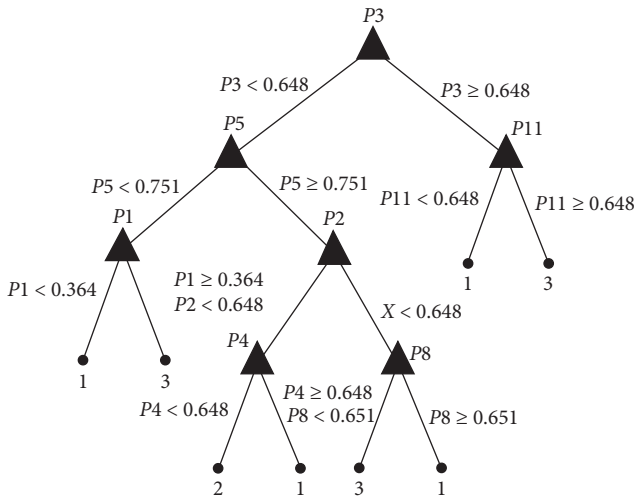 P3
P3 < 0.648
P3 ≥ 0.648
P5
P11
P5 < 0.751
P5 ≥ 0.751
P11 < 0.648
P11 ≥ 0.648
P1
P2
P1 < 0.364
P1 ≥ 0.364
P2 < 0.648
X < 0.648
1
3
P4
P8
1
3
P4 < 0.648
P4 ≥ 0.648
P8 < 0.651
P8 ≥ 0.651
2
1
3
1